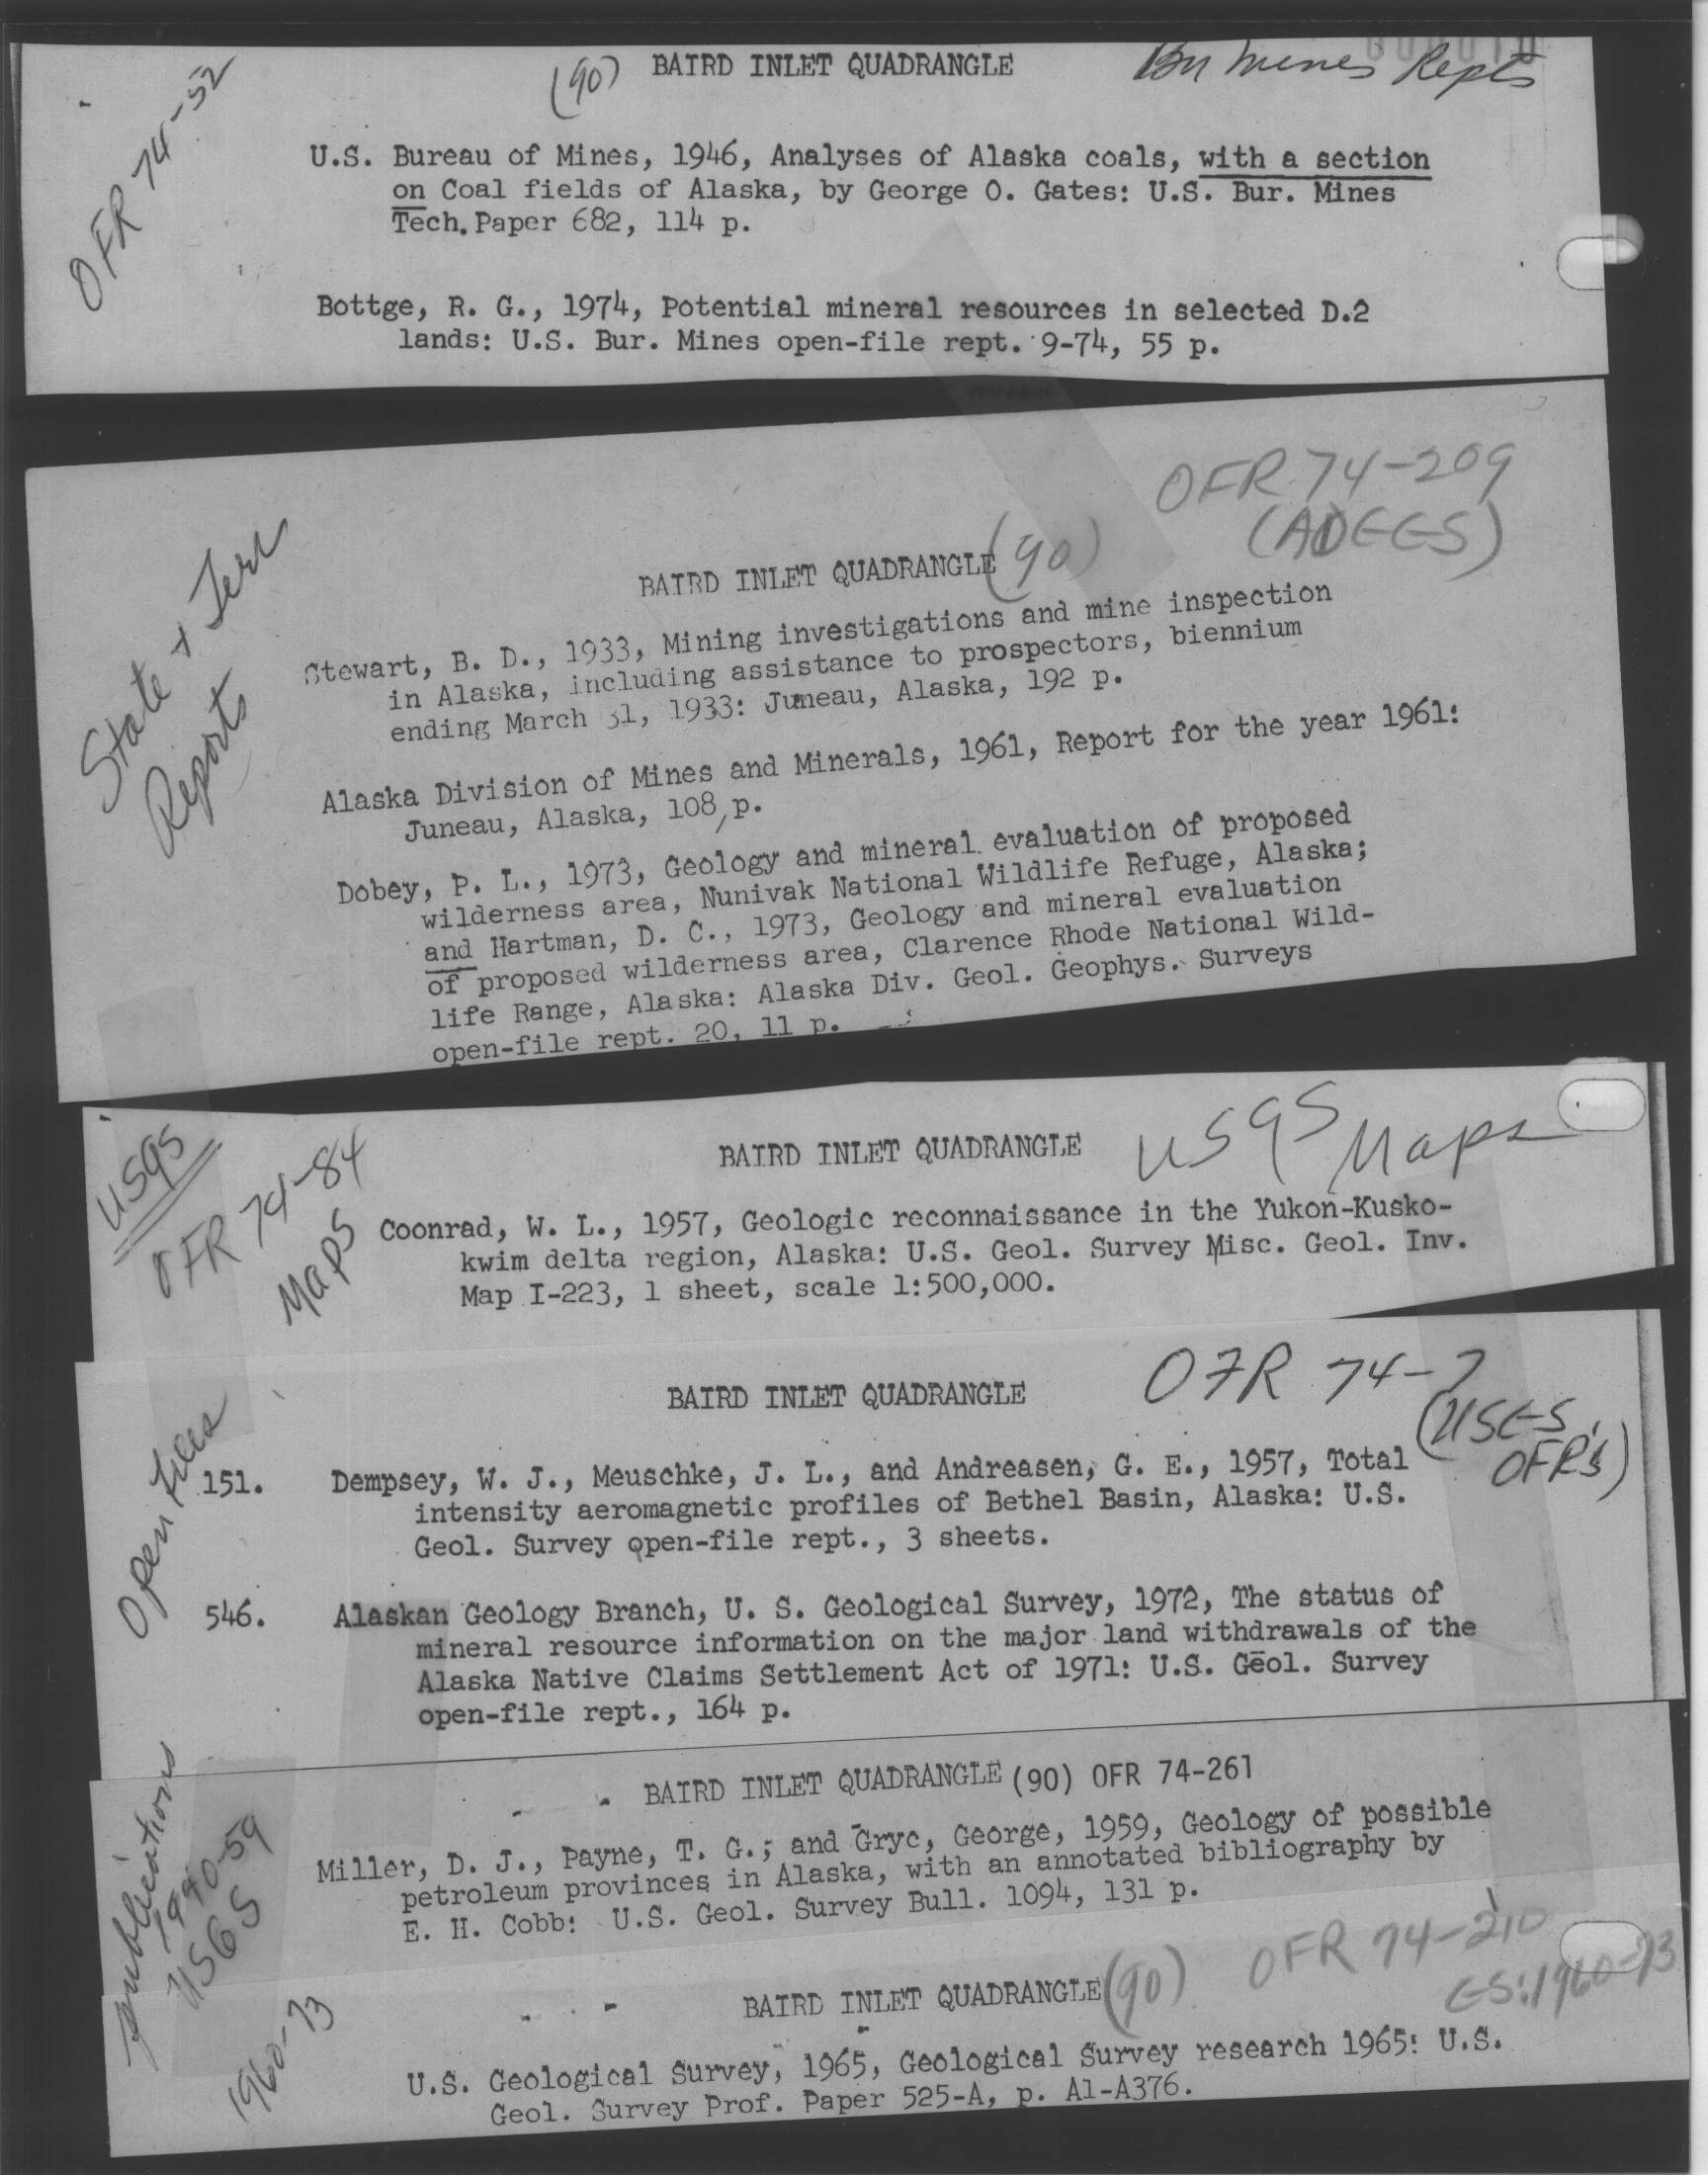 OFR 74-52
(90) BAIRD INLET QUADRANGLE
Bu Mines Repts
U.S. Bureau of Mines, 1946, Analyses of Alaska coals, with a section
on Coal fields of Alaska, by George O. Gates: U.S. Bur. Mines
Tech. Paper 682, 114 p.
Bottge, R. G., 1974, Potential mineral resources in selected D.2
lands: U.S. Bur. Mines open-file rept. 9-74, 55 p.
OFR 74-209
(ADGGS)
State + Terr
Reports
BAIRD INLET QUADRANGLE (90)
Stewart, B. D., 1933, Mining investigations and mine inspection
in Alaska, including assistance to prospectors, biennium
ending March 31, 1933: Juneau, Alaska, 192 p.
Alaska Division of Mines and Minerals, 1961, Report for the year 1961:
Juneau, Alaska, 108 p.
Dobey, P. L., 1973, Geology and mineral evaluation of proposed
wilderness area, Nunivak National Wildlife Refuge, Alaska;
and Hartman, D. C., 1973, Geology and mineral evaluation
of proposed wilderness area, Clarence Rhode National Wild-
life Range, Alaska: Alaska Div. Geol. Geophys. Surveys
open-file rept. 20, 11 p.
USGS
OFR 74-84
Maps
BAIRD INLET QUADRANGLE
USGS Maps
Coonrad, W. L., 1957, Geologic reconnaissance in the Yukon-Kusko-
kwim delta region, Alaska: U.S. Geol. Survey Misc. Geol. Inv.
Map I-223, 1 sheet, scale 1:500,000.
Open files
BAIRD INLET QUADRANGLE
OFR 74-7
(USGS
OFR's)
151. Dempsey, W. J., Meuschke, J. L., and Andreasen, G. E., 1957, Total
intensity aeromagnetic profiles of Bethel Basin, Alaska: U.S.
Geol. Survey open-file rept., 3 sheets.
546. Alaskan Geology Branch, U. S. Geological Survey, 1972, The status of
mineral resource information on the major land withdrawals of the
Alaska Native Claims Settlement Act of 1971: U.S. Geol. Survey
open-file rept., 164 p.
publications
1940-59
USGS
BAIRD INLET QUADRANGLE (90) OFR 74-261
Miller, D. J., Payne, T. G., and Gryc, George, 1959, Geology of possible
petroleum provinces in Alaska, with an annotated bibliography by
E. H. Cobb: U.S. Geol. Survey Bull. 1094, 131 p.
1960-73
BAIRD INLET QUADRANGLE (90)
OFR 74-210
GS:1960-73
U.S. Geological Survey, 1965, Geological Survey research 1965: U.S.
Geol. Survey Prof. Paper 525-A, p. A1-A376.